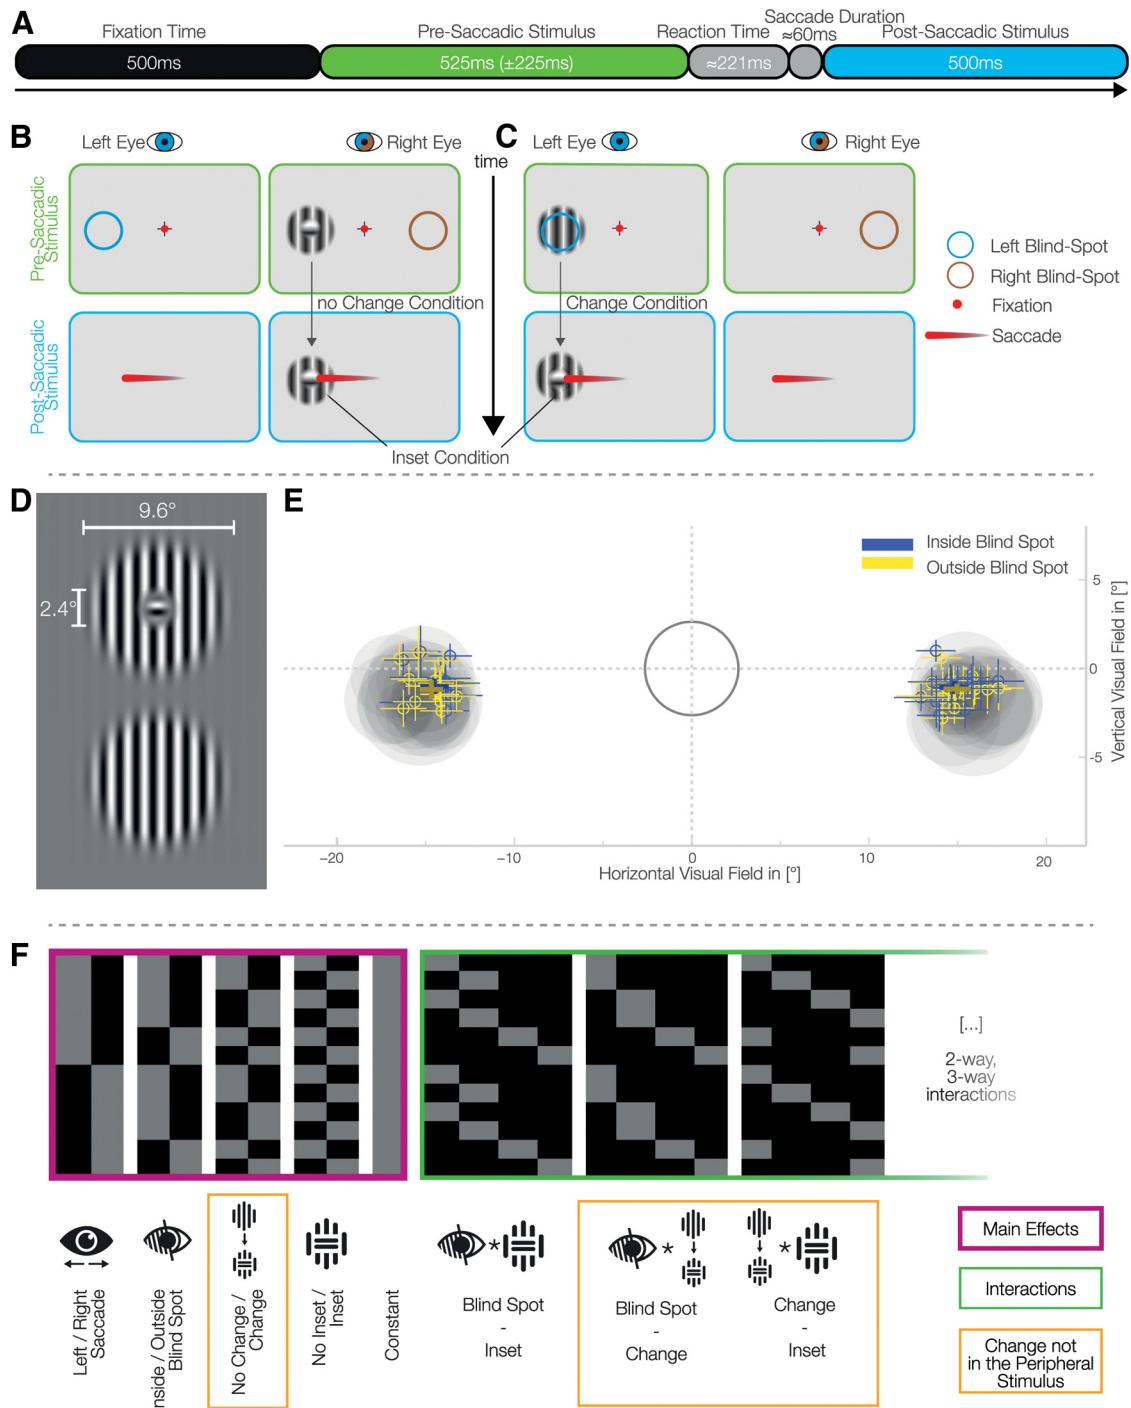 A
Fixation Time
Pre-Saccadic Stimulus
Reaction Time
Saccade Duration
≈60ms
Post-Saccadic Stimulus
500ms
525ms (±225ms)
≈221ms
500ms
B
Left Eye
Right Eye
time
C
Left Eye
Right Eye
Pre-Saccadic
Stimulus
no Change Condition
Change Condition
Left Blind-Spot
Right Blind-Spot
Fixation
Saccade
Post-Saccadic
Stimulus
Inset Condition
D
9.6°
2.4°
E
Inside Blind Spot
Outside Blind Spot
5
0
-5
Vertical Visual Field in [°]
−20
−10
0
10
20
Horizontal Visual Field in [°]
F
[...]
2-way,
3-way
interactions
*
*
*
Left / Right
Saccade
nside / Outside
Blind Spot
No Change /
Change
No Inset /
Inset
Constant
Blind Spot
-
Inset
Blind Spot
-
Change
Change
-
Inset
Main Effects
Interactions
Change not
in the Peripheral
Stimulus